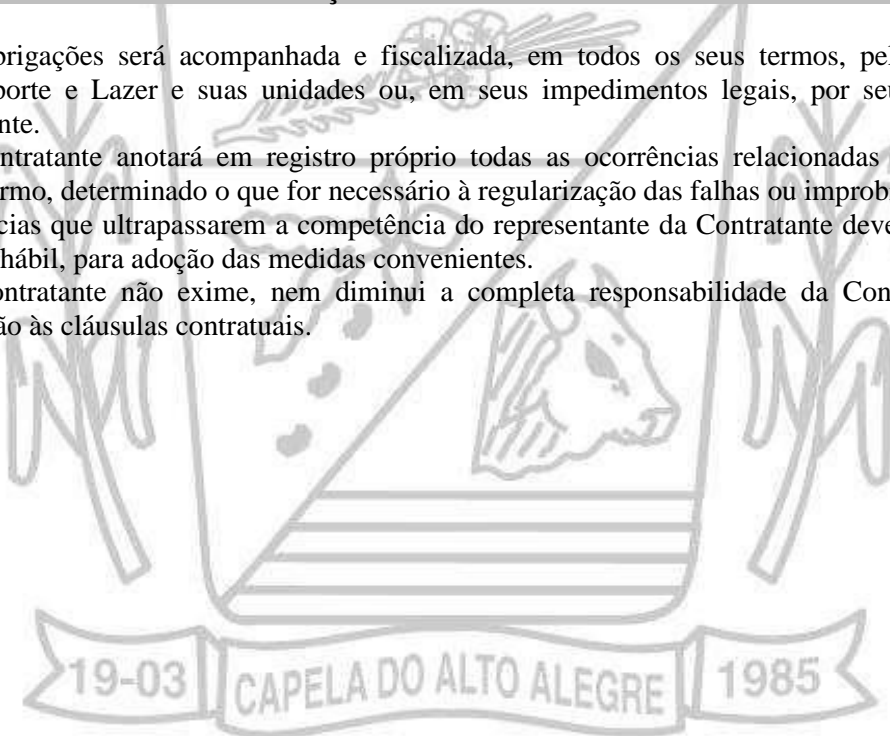 brigações será acompanhada e fiscalizada, em todos os seus termos, pel
porte e Lazer e suas unidades ou, em seus impedimentos legais, por seu
nte.
ontratante anotará em registro próprio todas as ocorrências relacionadas
rmo, determinado o que for necessário à regularização das falhas ou improb
cias que ultrapassarem a competência do representante da Contratante deve
hábil, para adoção das medidas convenientes.
ontratante não exime, nem diminui a completa responsabilidade da Con
ão às cláusulas contratuais.
19-03 CAPELA DO ALTO ALEGRE 1985